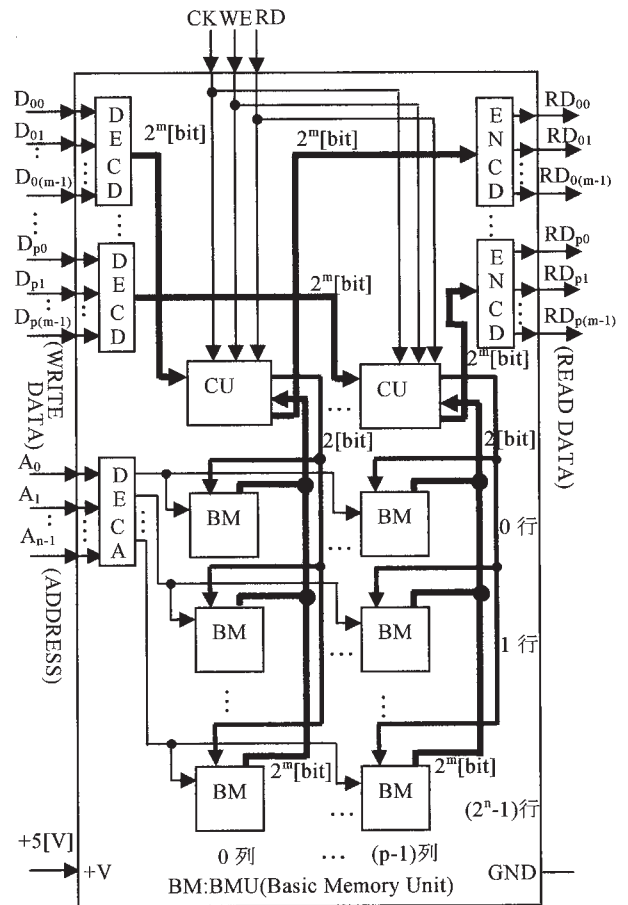 CK WE RD
D₀₀
D₀₁
D₀₍ₘ₋₁₎
Dₚ₀
Dₚ₁
Dₚ₍ₘ₋₁₎
(WRITE DATA)
DECD
DECD
2ᵐ[bit]
2ᵐ[bit]
2ᵐ[bit]
2ᵐ[bit]
ENCD
ENCD
RD₀₀
RD₀₁
RD₀₍ₘ₋₁₎
RDₚ₀
RDₚ₁
RDₚ₍ₘ₋₁₎
(READ DATA)
CU
...
CU
2[bit]
2[bit]
A₀
A₁
Aₙ₋₁
(ADDRESS)
DECA
BM
...
BM
0 行
BM
...
BM
1 行
2ᵐ[bit]
2ᵐ[bit]
BM
...
BM
(2ⁿ-1)行
0 列
...
(p-1)列
+5[V]
+V
GND
BM:BMU(Basic Memory Unit)